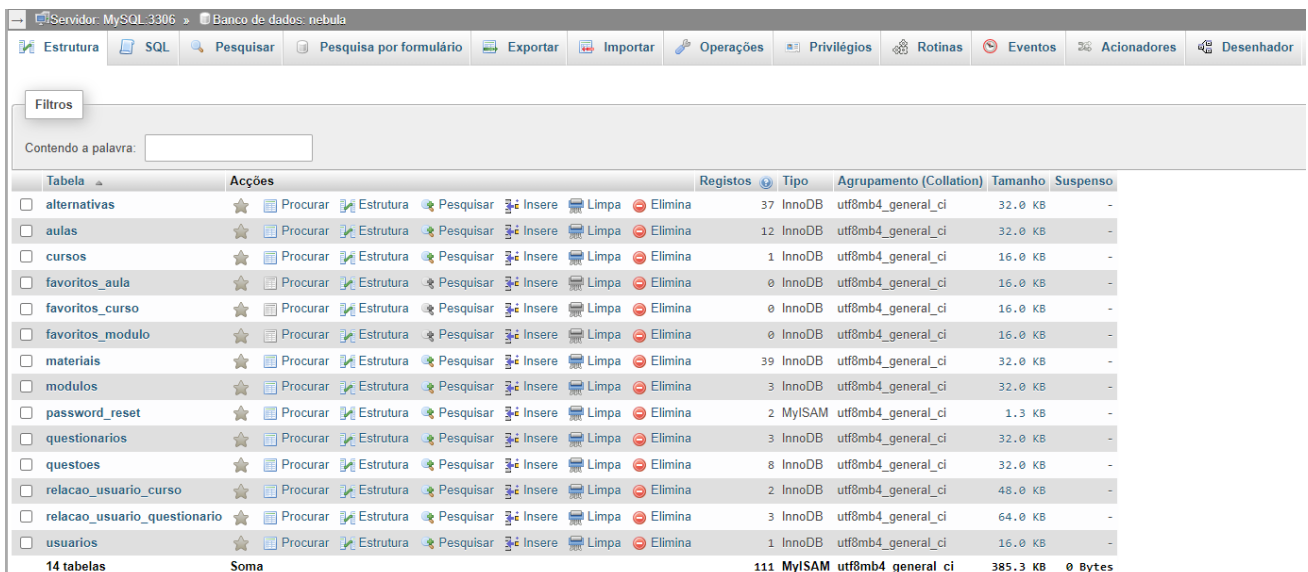 Servidor: MySQL:3306 » Banco de dados: nebula
Estrutura SQL Pesquisar Pesquisa por formulário Exportar Importar Operações Privilégios Rotinas Eventos Acionadores Desenhador
Filtros
Contendo a palavra:
Tabela Acções Registos Tipo Agrupamento (Collation) Tamanho Suspenso
alternativas Procurar Estrutura Pesquisar Insere Limpa Elimina 37 InnoDB utf8mb4_general_ci 32.0 KB -
aulas Procurar Estrutura Pesquisar Insere Limpa Elimina 12 InnoDB utf8mb4_general_ci 32.0 KB -
cursos Procurar Estrutura Pesquisar Insere Limpa Elimina 1 InnoDB utf8mb4_general_ci 16.0 KB -
favoritos_aula Procurar Estrutura Pesquisar Insere Limpa Elimina 0 InnoDB utf8mb4_general_ci 16.0 KB -
favoritos_curso Procurar Estrutura Pesquisar Insere Limpa Elimina 0 InnoDB utf8mb4_general_ci 16.0 KB -
favoritos_modulo Procurar Estrutura Pesquisar Insere Limpa Elimina 0 InnoDB utf8mb4_general_ci 16.0 KB -
materiais Procurar Estrutura Pesquisar Insere Limpa Elimina 39 InnoDB utf8mb4_general_ci 32.0 KB -
modulos Procurar Estrutura Pesquisar Insere Limpa Elimina 3 InnoDB utf8mb4_general_ci 32.0 KB -
password_reset Procurar Estrutura Pesquisar Insere Limpa Elimina 2 MyISAM utf8mb4_general_ci 1.3 KB -
questionarios Procurar Estrutura Pesquisar Insere Limpa Elimina 3 InnoDB utf8mb4_general_ci 32.0 KB -
questoes Procurar Estrutura Pesquisar Insere Limpa Elimina 8 InnoDB utf8mb4_general_ci 32.0 KB -
relacao_usuario_curso Procurar Estrutura Pesquisar Insere Limpa Elimina 2 InnoDB utf8mb4_general_ci 48.0 KB -
relacao_usuario_questionario Procurar Estrutura Pesquisar Insere Limpa Elimina 3 InnoDB utf8mb4_general_ci 64.0 KB -
usuarios Procurar Estrutura Pesquisar Insere Limpa Elimina 1 InnoDB utf8mb4_general_ci 16.0 KB -
14 tabelas Soma 111 MyISAM utf8mb4_general_ci 385.3 KB 0 Bytes